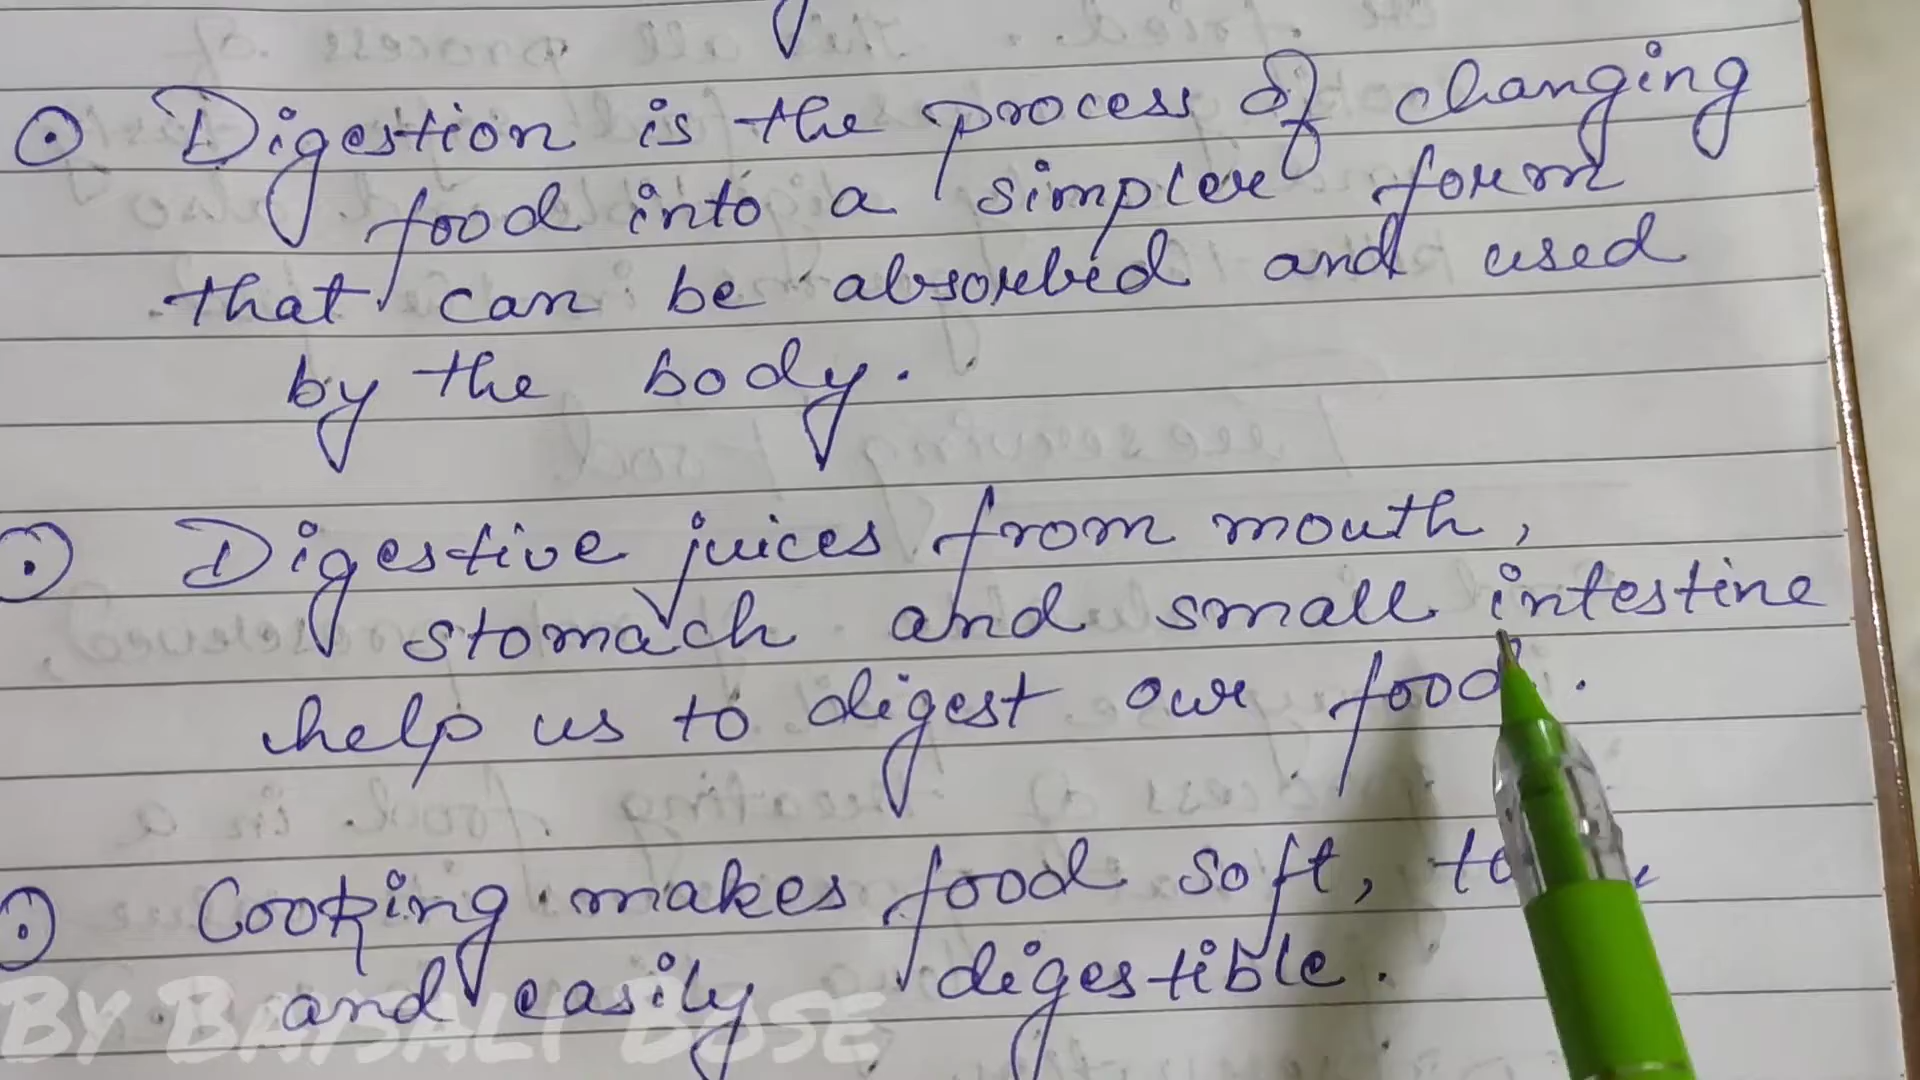 Digestion is the process of changing
food into a simpler form
that can be absorbed and used
by the body.
Digestive juices from mouth,
stomach and small intestine
help us to digest our food.
Cooking makes food soft,
and easily digestible.
BY BAISALI BOSE